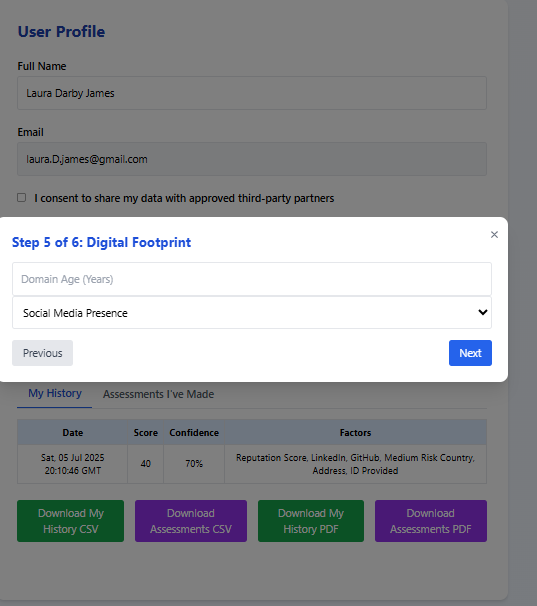 User Profile
Full Name
Laura Darby James
Email
laura.D.james@gmail.com
I consent to share my data with approved third-party partners
×
Step 5 of 6: Digital Footprint
Domain Age (Years)
Social Media Presence
Previous
Next
My History
Assessments I've Made
Date Score Confidence Factors
Sat, 05 Jul 2025
20:10:46 GMT
40
70%
Reputation Score, LinkedIn, GitHub, Medium Risk Country,
Address, ID Provided
Download My
History CSV
Download
Assessments CSV
Download My
History PDF
Download
Assessments PDF